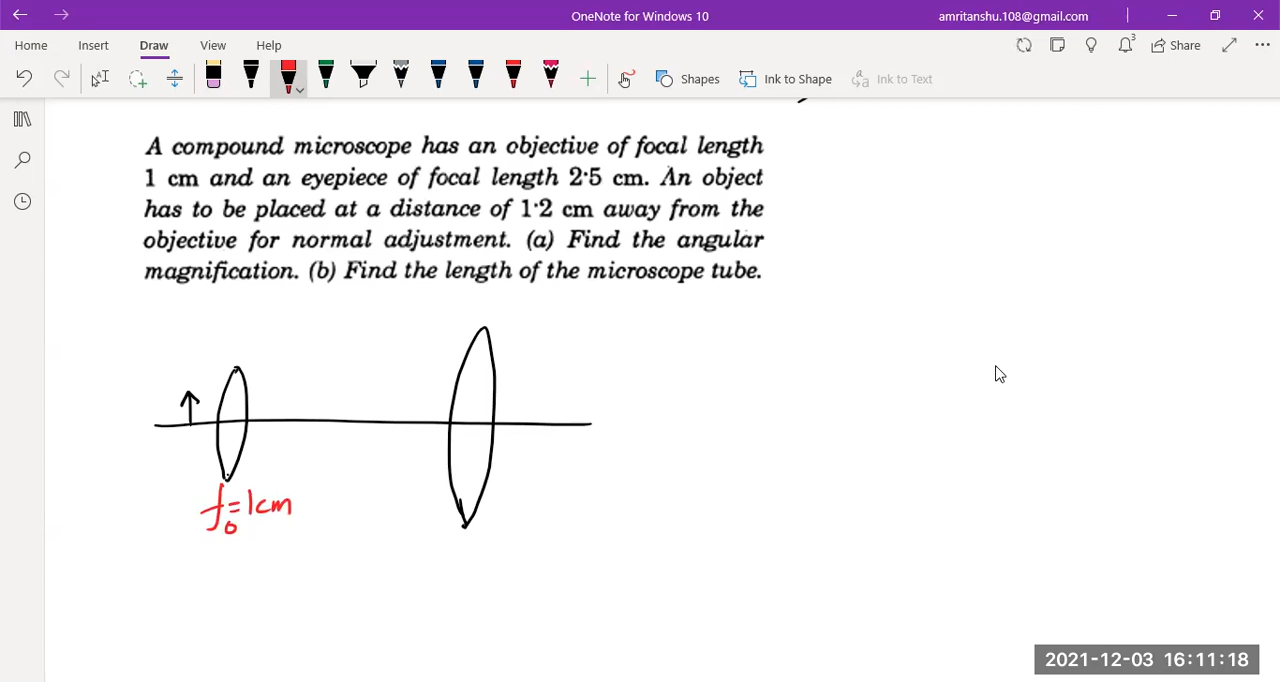 OneNote for Windows 10
amritanshu.108@gmail.com
Home Insert Draw View Help
3
Share
Shapes
Ink to Shape
Ink to Text
A compound microscope has an objective of focal length
1 cm and an eyepiece of focal length 2·5 cm. An object
has to be placed at a distance of 1·2 cm away from the
objective for normal adjustment. (a) Find the angular
magnification. (b) Find the length of the microscope tube.
f₀=1cm
2021-12-03 16:11:18